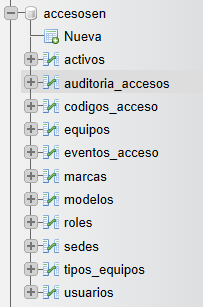 accesosen
Nueva
activos
auditoria_accesos
codigos_acceso
equipos
eventos_acceso
marcas
modelos
roles
sedes
tipos_equipos
usuarios